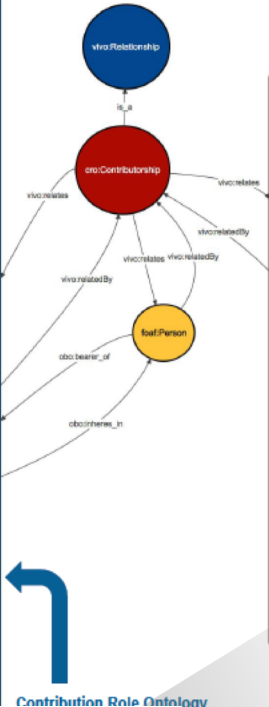 vivo:Relationship
is_a
cro:Contributorship
vivo:relates
vivo:relates
vivo:relatedBy
vivo:relates vivo:relatedBy
vivo:relatedBy
foaf:Person
obo:bearer_of
obo:inheres_in
Contribution Role Ontology